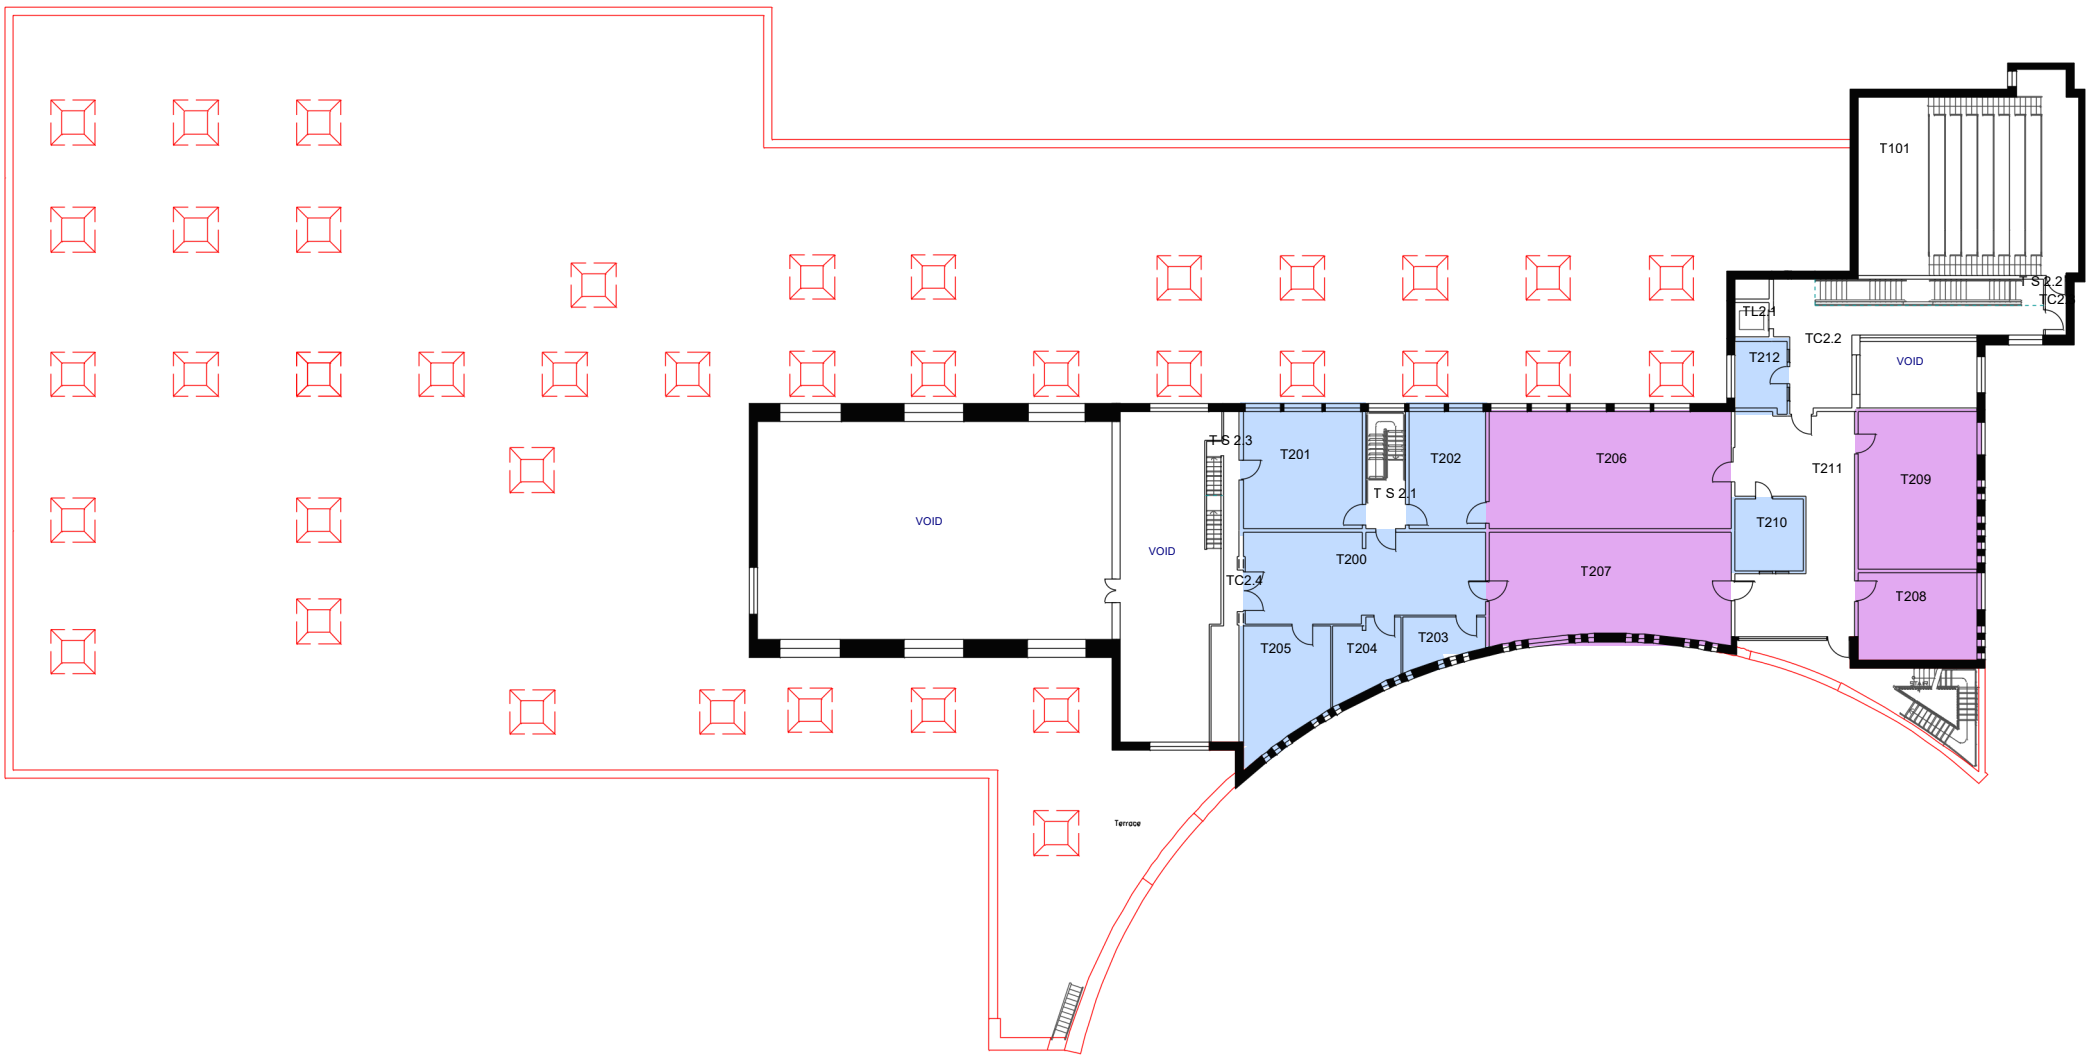 T101
T S 2.2
TC2.
TL2.1
TC2.2
T212
VOID
T S 2.3
T201
T202
T206
T211
T209
T S 2.1
VOID
T210
VOID
T200
T207
TC2.4
T208
T205
T204
T203
Terrace